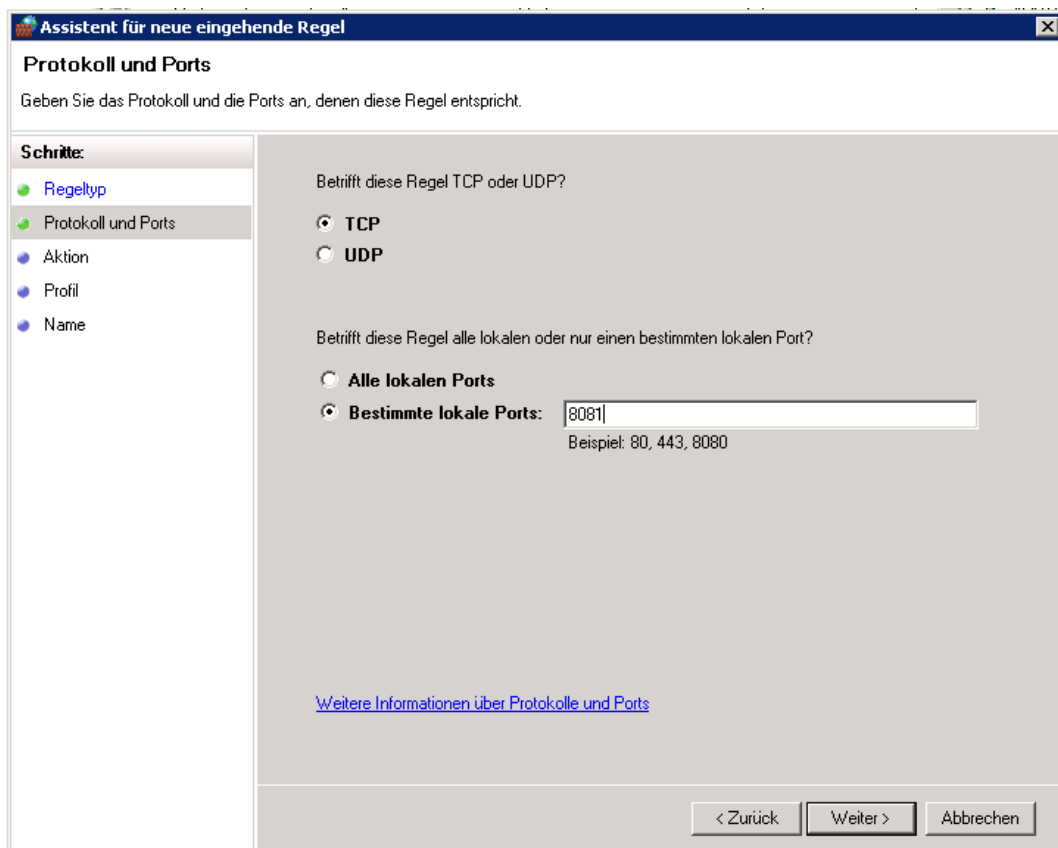 Assistent für neue eingehende Regel
Protokoll und Ports
Geben Sie das Protokoll und die Ports an, denen diese Regel entspricht.
Schritte:
Regeltyp
Protokoll und Ports
Aktion
Profil
Name
Betrifft diese Regel TCP oder UDP?
TCP
UDP
Betrifft diese Regel alle lokalen oder nur einen bestimmten lokalen Port?
Alle lokalen Ports
Bestimmte lokale Ports: 8081
Beispiel: 80, 443, 8080
Weitere Informationen über Protokolle und Ports
< Zurück Weiter > Abbrechen